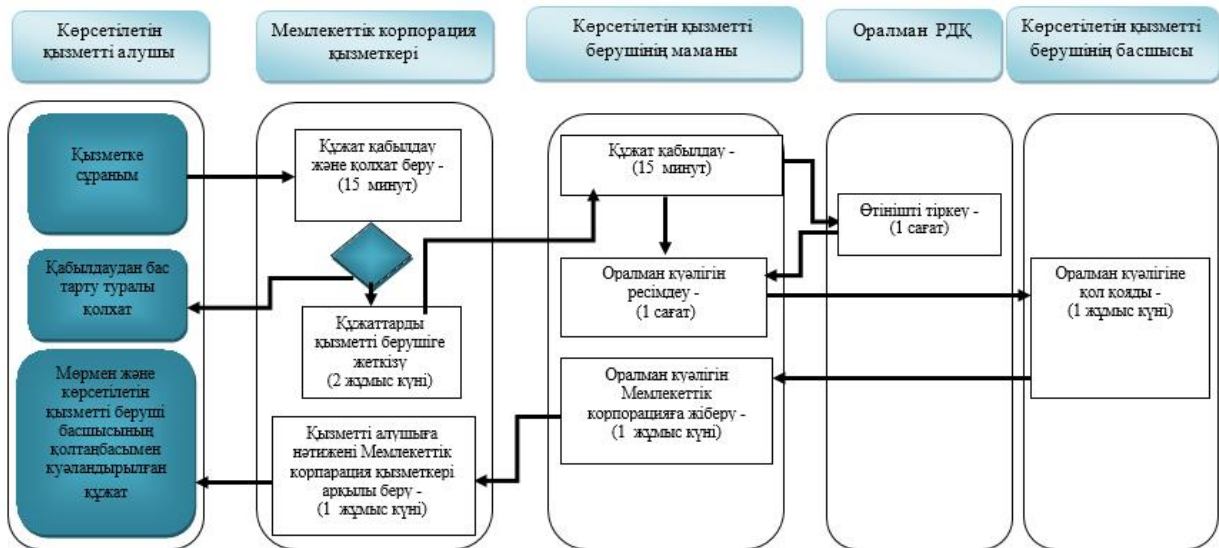 Көрсетілетін
қызметті алушы
Мемлекеттік корпорация
қызметкері
Көрсетілетін қызметті
берушінің маманы
Оралман РДҚ
Көрсетілетін қызметті
берушінің басшысы
Қызметке
сұраным
Қабылдаудан бас
тарту туралы
қолхат
Мөрмен және
көрсетілетін
қызметті беруші
басшысының
қолтаңбасымен
куәландырылған
құжат
Құжат қабылдау
және қолхат беру -
(15 минут)
Құжаттарды
қызметті берушіге
жеткізу
(2 жұмыс күні)
Қызметті алушыға
нәтижені Мемлекеттік
корпарация қызметкері
арқылы беру -
(1 жұмыс күні)
Құжат қабылдау -
(15 минут)
Оралман куәлігін
ресімдеу -
(1 сағат)
Оралман куәлігін
Мемлекеттік
корпорацияға жіберу -
(1 жұмыс күні)
Өтінішті тіркеу -
(1 сағат)
Оралман куәлігіне
қол қояды -
(1 жұмыс күні)